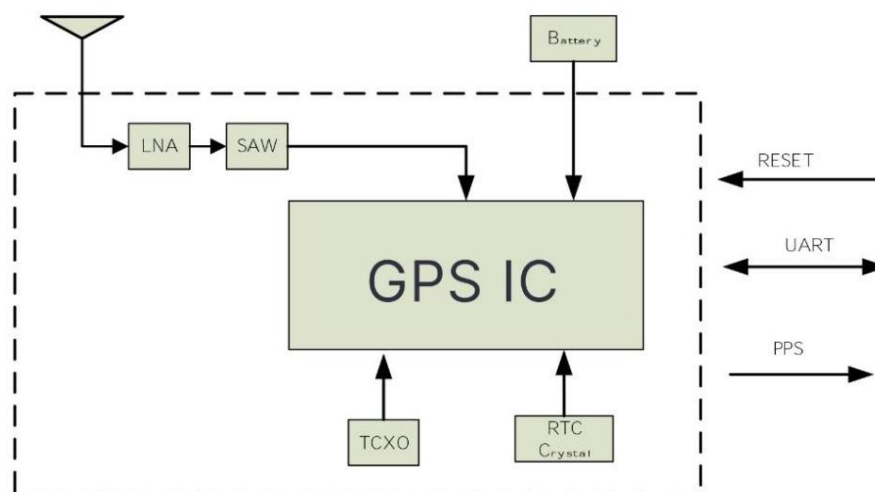 Battery
LNA
SAW
RESET
GPS IC
UART
PPS
TCXO
RTC
Crystal